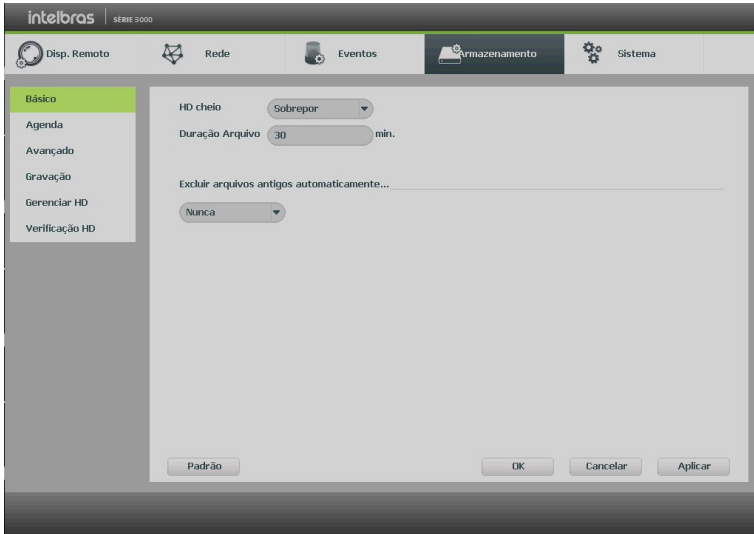 intelbras SÉRIE 3000
Disp. Remoto Rede Eventos Armazenamento Sistema
Básico
Agenda
Avançado
Gravação
Gerenciar HD
Verificação HD
HD cheio Sobrepor
Duração Arquivo 30 min.
Excluir arquivos antigos automaticamente...
Nunca
Padrão OK Cancelar Aplicar